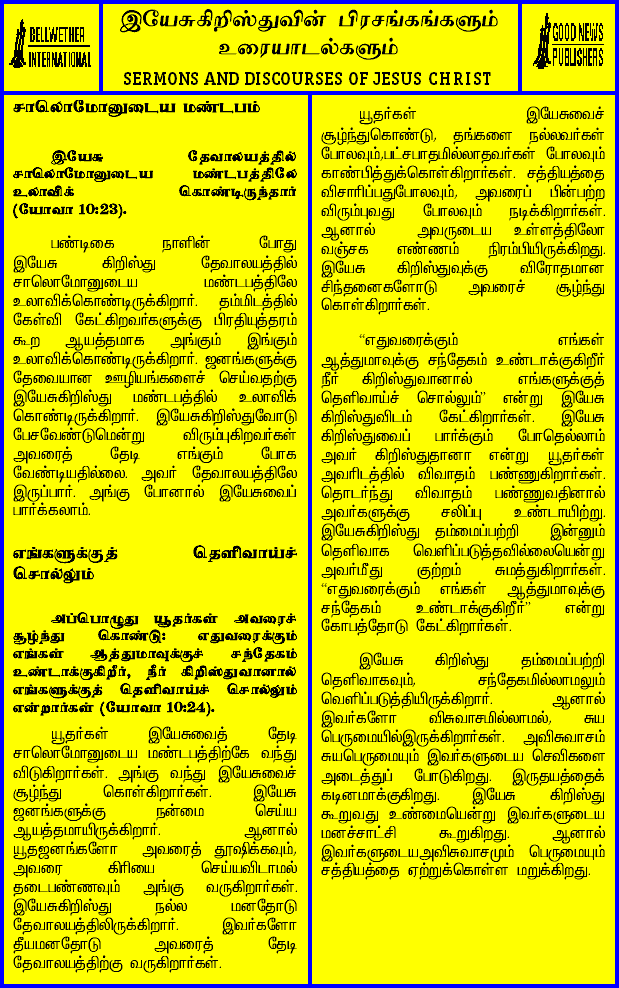 BELLWETHER
INTERNATIONAL
இயேசுகிறிஸ்துவின் பிரசங்கங்களும்
உரையாடல்களும்
SERMONS AND DISCOURSES OF JESUS CHRIST
GOOD NEWS
PUBLISHERS
சாலொமோனுடைய மண்டபம்
இயேசு தேவாலயத்தில்
சாலொமோனுடைய மண்டபத்திலே
உலாவிக் கொண்டிருந்தார்
(யோவா 10:23).
பண்டிகை நாளின் போது
இயேசு கிறிஸ்து தேவாலயத்தில்
சாலொமோனுடைய மண்டபத்திலே
உலாவிக்கொண்டிருக்கிறார். தம்மிடத்தில்
கேள்வி கேட்கிறவர்களுக்கு பிரதியுத்தரம்
கூற ஆயத்தமாக அங்கும் இங்கும்
உலாவிக்கொண்டிருக்கிறார். ஜனங்களுக்கு
தேவையான ஊழியங்களைச் செய்வதற்கு
இயேசுகிறிஸ்து மண்டபத்தில் உலாவிக்
கொண்டிருக்கிறார். இயேசுகிறிஸ்துவோடு
பேசவேண்டுமென்று விரும்புகிறவர்கள்
அவரைத் தேடி எங்கும் போக
வேண்டியதில்லை. அவர் தேவாலயத்திலே
இருப்பார். அங்கு போனால் இயேசுவைப்
பார்க்கலாம்.
எங்களுக்குத் தெளிவாய்ச்
சொல்லும்
அப்பொழுது யூதர்கள் அவரைச்
சூழ்ந்து கொண்டு: எதுவரைக்கும்
எங்கள் ஆத்துமாவுக்குச் சந்தேகம்
உண்டாக்குகிறீர், நீர் கிறிஸ்துவானால்
எங்களுக்குத் தெளிவாய்ச் சொல்லும்
என்றார்கள் (யோவா 10:24).
யூதர்கள் இயேசுவைத் தேடி
சாலொமோனுடைய மண்டபத்திற்கே வந்து
விடுகிறார்கள். அங்கு வந்து இயேசுவைச்
சூழ்ந்து கொள்கிறார்கள். இயேசு
ஜனங்களுக்கு நன்மை செய்ய
ஆயத்தமாயிருக்கிறார். ஆனால்
யூதஜனங்களோ அவரைத் தூஷிக்கவும்,
அவரை கிரியை செய்யவிடாமல்
தடைபண்ணவும் அங்கு வருகிறார்கள்.
இயேசுகிறிஸ்து நல்ல மனதோடு
தேவாலயத்திலிருக்கிறார். இவர்களோ
தீயமனதோடு அவரைத் தேடி
தேவாலயத்திற்கு வருகிறார்கள்.
யூதர்கள் இயேசுவைச்
சூழ்ந்துகொண்டு, தங்களை நல்லவர்கள்
போலவும்,பட்சபாதமில்லாதவர்கள் போலவும்
காண்பித்துக்கொள்கிறார்கள். சத்தியத்தை
விசாரிப்பதுபோலவும், அவரைப் பின்பற்ற
விரும்புவது போலவும் நடிக்கிறார்கள்.
ஆனால் அவருடைய உள்ளத்திலோ
வஞ்சக எண்ணம் நிரம்பியிருக்கிறது.
இயேசு கிறிஸ்துவுக்கு விரோதமான
சிந்தனைகளோடு அவரைச் சூழ்ந்து
கொள்கிறார்கள்.
“எதுவரைக்கும் எங்கள்
ஆத்துமாவுக்கு சந்தேகம் உண்டாக்குகிறீர்
நீர் கிறிஸ்துவானால் எங்களுக்குத்
தெளிவாய்ச் சொல்லும்” என்று இயேசு
கிறிஸ்துவிடம் கேட்கிறார்கள். இயேசு
கிறிஸ்துவைப் பார்க்கும் போதெல்லாம்
அவர் கிறிஸ்துதானா என்று யூதர்கள்
அவரிடத்தில் விவாதம் பண்ணுகிறார்கள்.
தொடர்ந்து விவாதம் பண்ணுவதினால்
அவர்களுக்கு சலிப்பு உண்டாயிற்று.
இயேசுகிறிஸ்து தம்மைப்பற்றி இன்னும்
தெளிவாக வெளிப்படுத்தவில்லையென்று
அவர்மீது குற்றம் சுமத்துகிறார்கள்.
“எதுவரைக்கும் எங்கள் ஆத்துமாவுக்கு
சந்தேகம் உண்டாக்குகிறீர்” என்று
கோபத்தோடு கேட்கிறார்கள்.
இயேசு கிறிஸ்து தம்மைப்பற்றி
தெளிவாகவும், சந்தேகமில்லாமலும்
வெளிப்படுத்தியிருக்கிறார். ஆனால்
இவர்களோ விசுவாசமில்லாமல், சுய
பெருமையில்இருக்கிறார்கள். அவிசுவாசம்
சுயபெருமையும் இவர்களுடைய செவிகளை
அடைத்துப் போடுகிறது. இருதயத்தைக்
கடினமாக்குகிறது. இயேசு கிறிஸ்து
கூறுவது உண்மையென்று இவர்களுடைய
மனச்சாட்சி கூறுகிறது. ஆனால்
இவர்களுடையஅவிசுவாசமும் பெருமையும்
சத்தியத்தை ஏற்றுக்கொள்ள மறுக்கிறது.